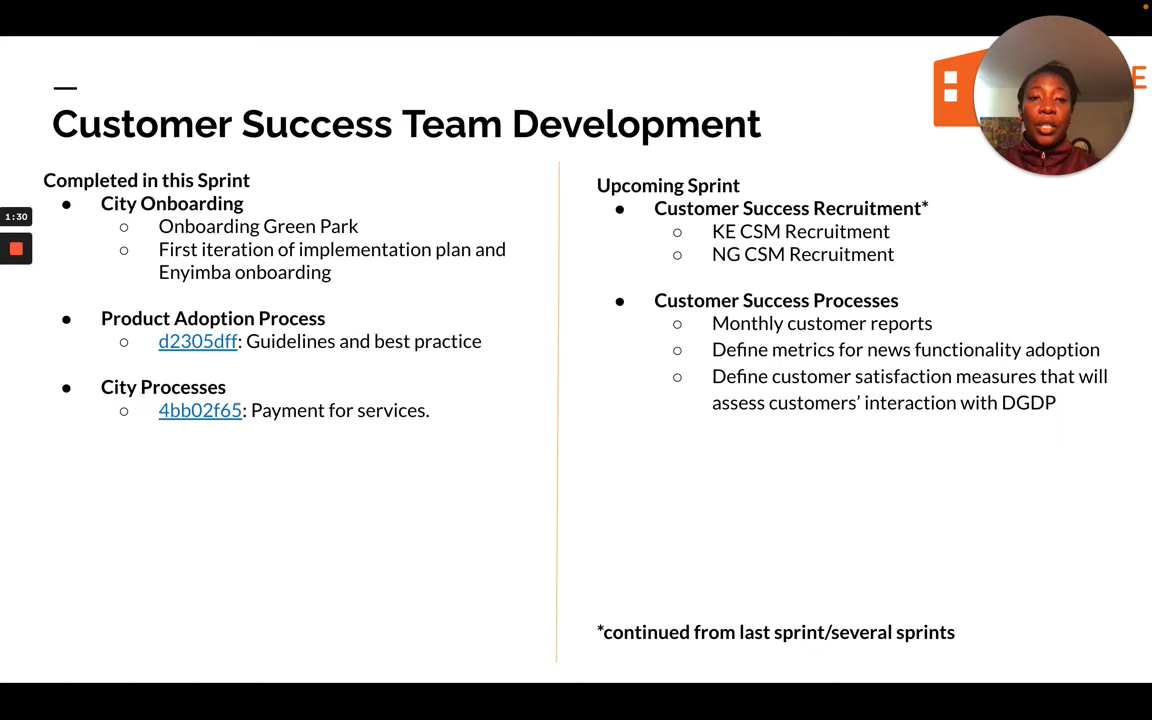 Customer Success Team Development
Completed in this Sprint
● City Onboarding
○ Onboarding Green Park
○ First iteration of implementation plan and
Enyimba onboarding
● Product Adoption Process
○ d2305dff: Guidelines and best practice
● City Processes
○ 4bb02f65: Payment for services.
Upcoming Sprint
● Customer Success Recruitment*
○ KE CSM Recruitment
○ NG CSM Recruitment
● Customer Success Processes
○ Monthly customer reports
○ Define metrics for news functionality adoption
○ Define customer satisfaction measures that will
assess customers’ interaction with DGDP
*continued from last sprint/several sprints
1:30
E